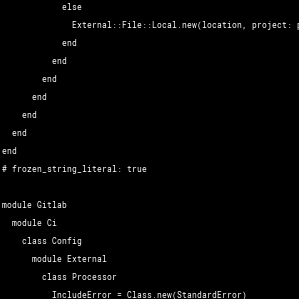 else
External::File::Local.new(location, project:
end
end
end
end
end
end
end
# frozen_string_literal: true
module Gitlab
module Ci
class Config
module External
class Processor
IncludeError = Class.new(StandardError)